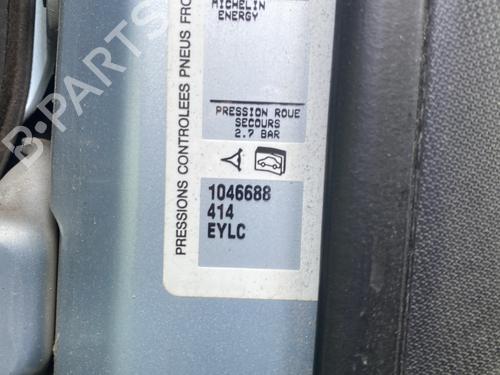 MICHELIN
ENERGY
PRESSION ROUE
SECOURS
2.7 BAR
PRESSIONS CONTROLEES PNEUS FRO
1046688
414
EYLC
B-PARTS